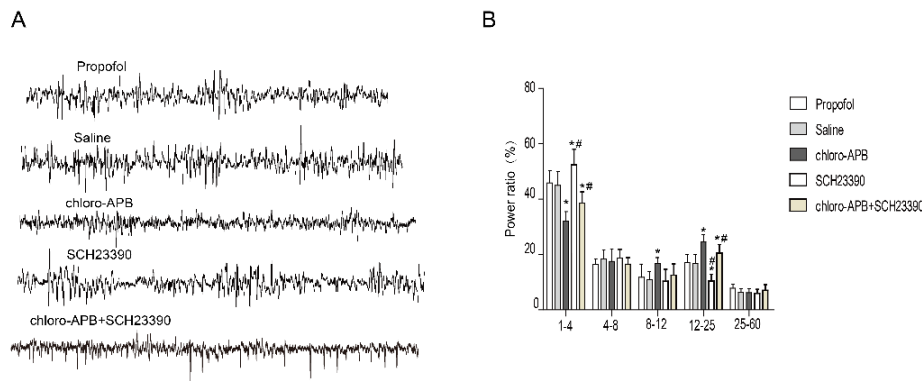 A
Propofol
Saline
chloro-APB
SCH23390
chloro-APB+SCH23390
B
Power ratio (%)
80
60
40
20
0
*
*#
*#
*
*
#
*
*#
1-4
4-8
8-12
12-25
25-60
Propofol
Saline
chloro-APB
SCH23390
chloro-APB+SCH23390